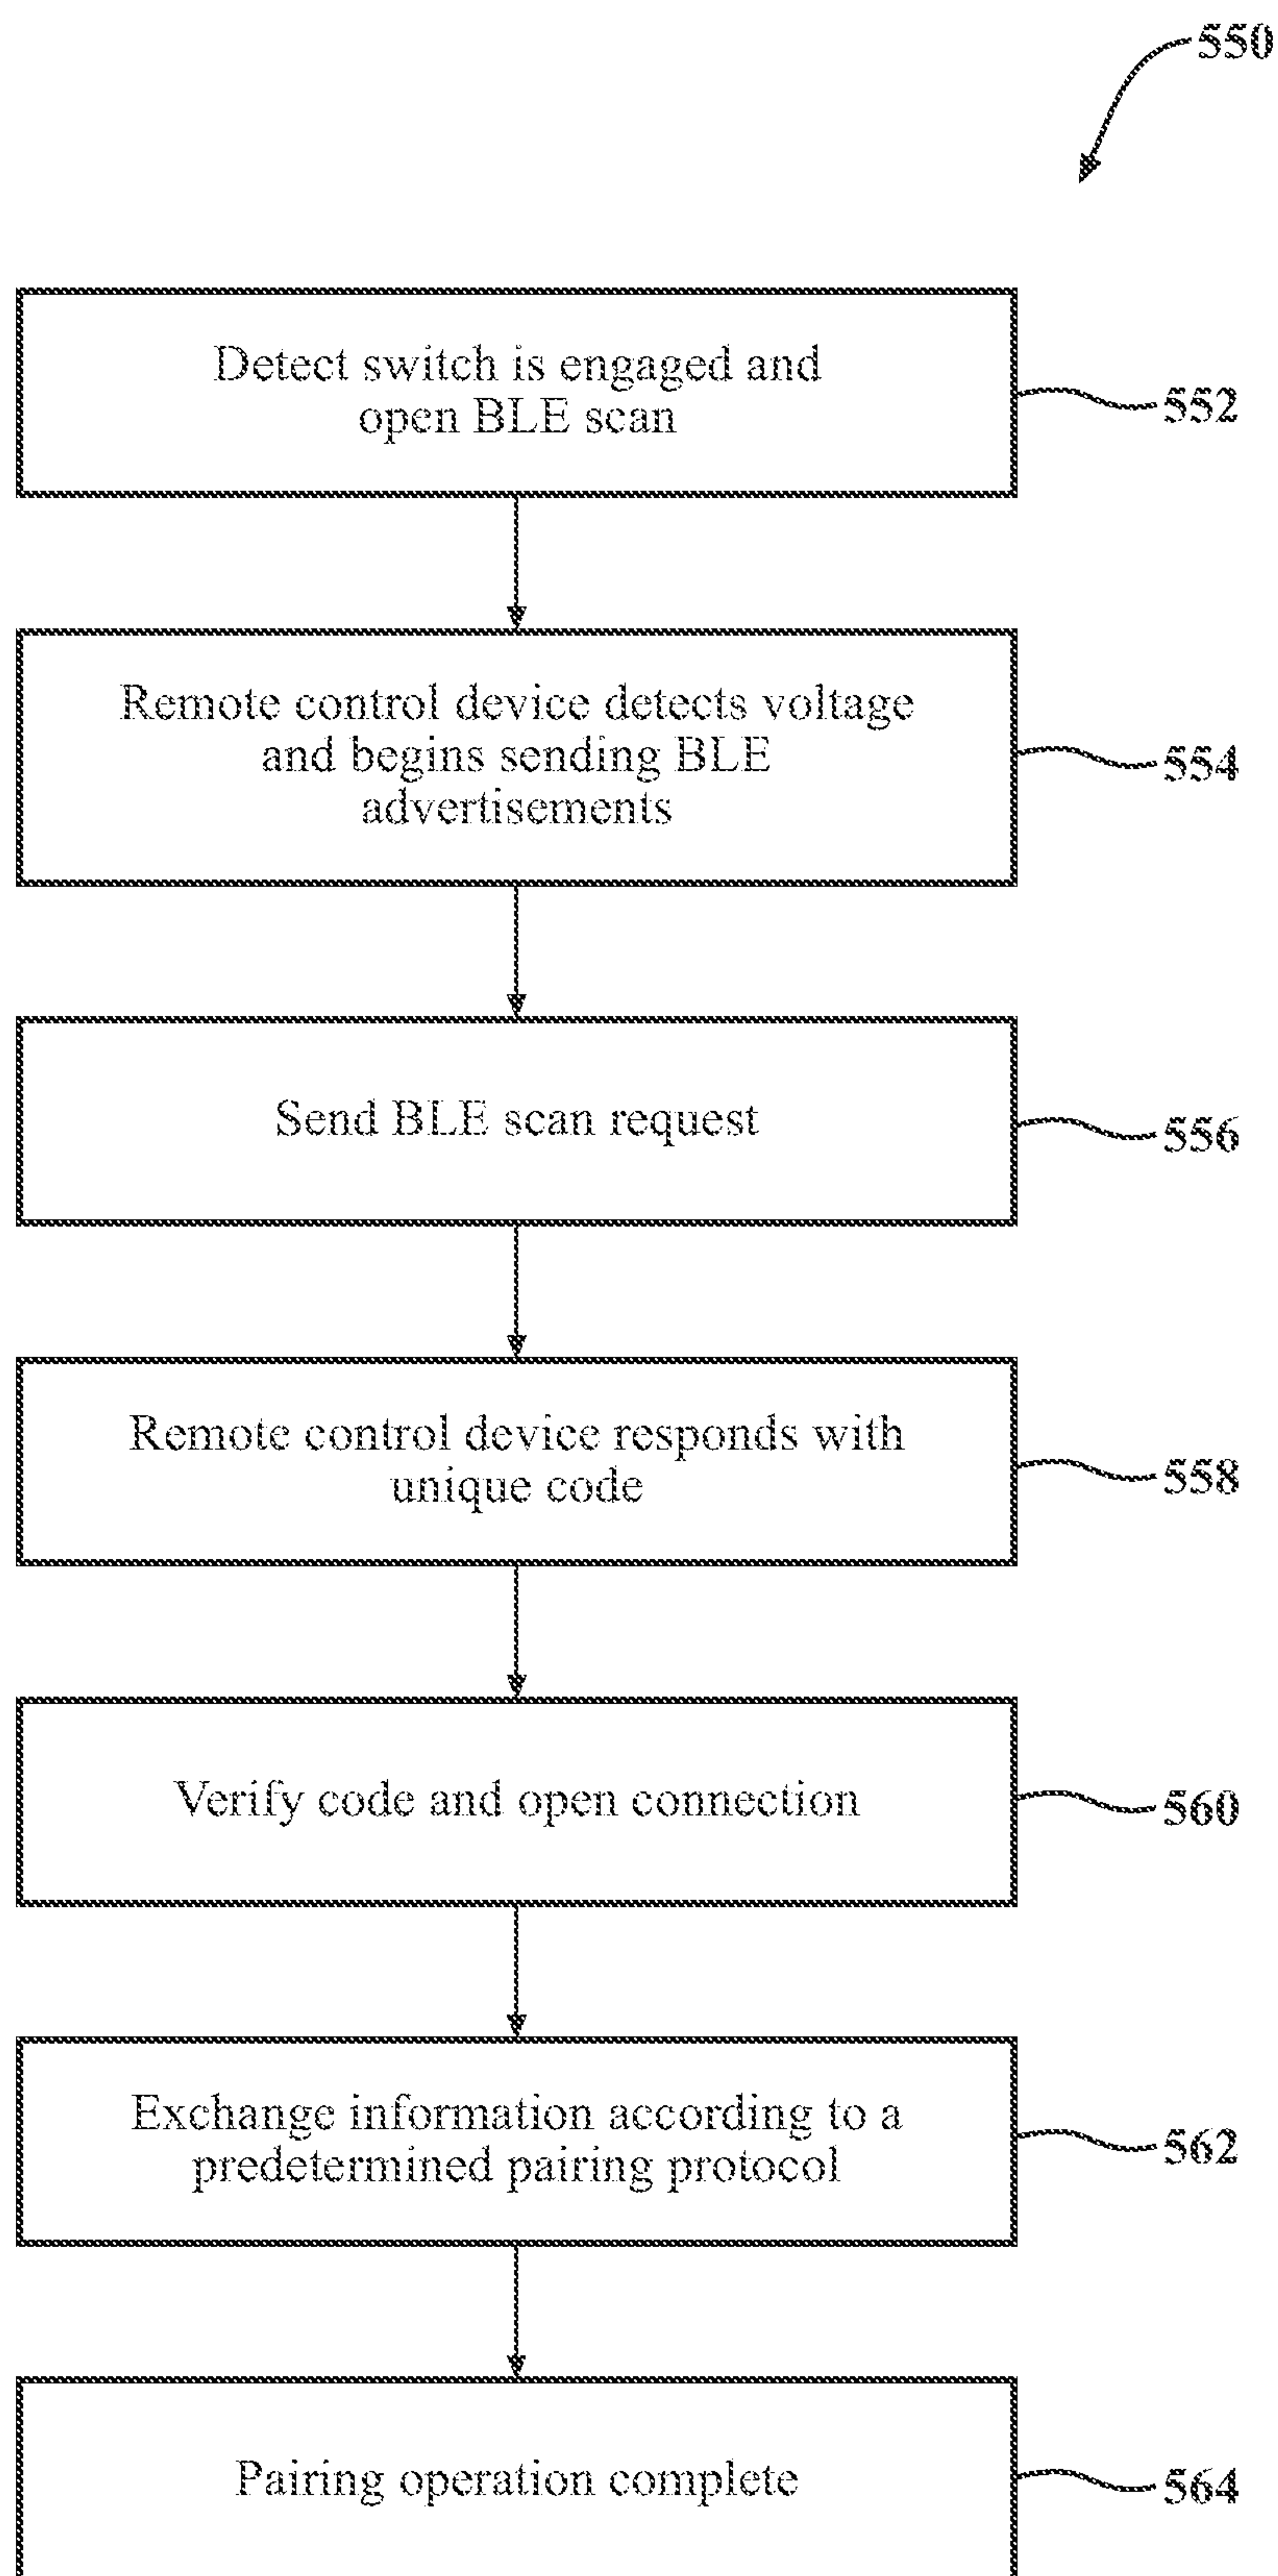 550
Detect switch is engaged and
open BLE scan
552
Remote control device detects voltage
and begins sending BLE
advertisements
554
Send BLE scan request
556
Remote control device responds with
unique code
558
Verify code and open connection
560
Exchange information according to a
predetermined pairing protocol
562
Pairing operation complete
564